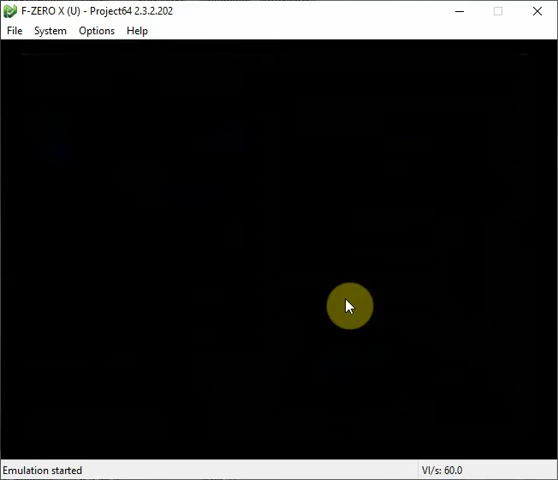 F-ZERO X (U) - Project64 2.3.2.202
File System Options Help
Emulation started VI/s: 60.0